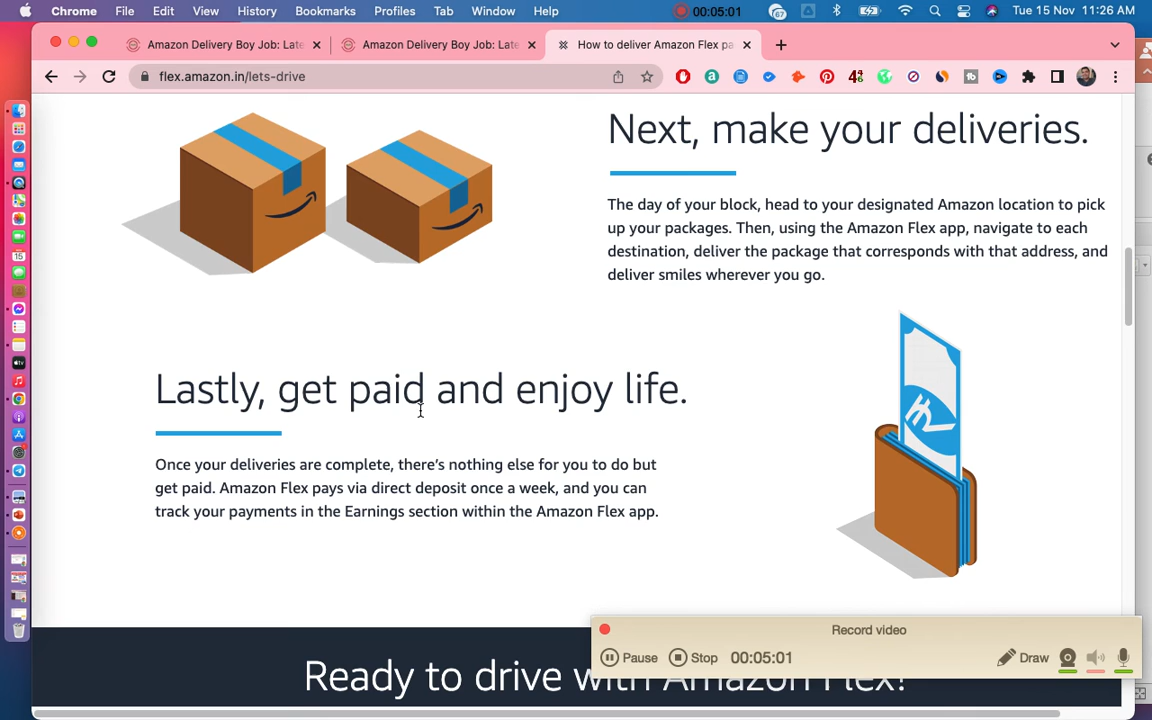 Chrome File Edit View History Bookmarks Profiles Tab Window Help 00:05:01 67 Tue 15 Nov 11:26 AM
Amazon Delivery Boy Job: Late Amazon Delivery Boy Job: Late How to deliver Amazon Flex pa
flex.amazon.in/lets-drive
Next, make your deliveries.
The day of your block, head to your designated Amazon location to pick
up your packages. Then, using the Amazon Flex app, navigate to each
destination, deliver the package that corresponds with that address, and
deliver smiles wherever you go.
Lastly, get paid and enjoy life.
Once your deliveries are complete, there’s nothing else for you to do but
get paid. Amazon Flex pays via direct deposit once a week, and you can
track your payments in the Earnings section within the Amazon Flex app.
Record video
Pause Stop 00:05:01 Draw
Ready to drive with Amazon Flex?